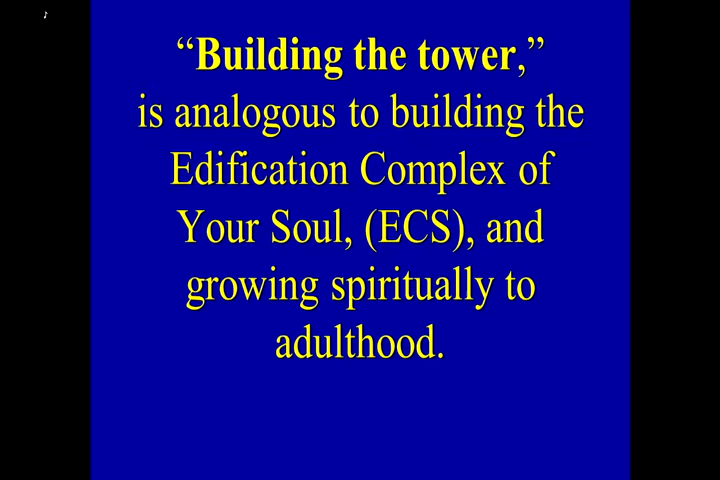 “Building the tower,”
is analogous to building the
Edification Complex of
Your Soul, (ECS), and
growing spiritually to
adulthood.